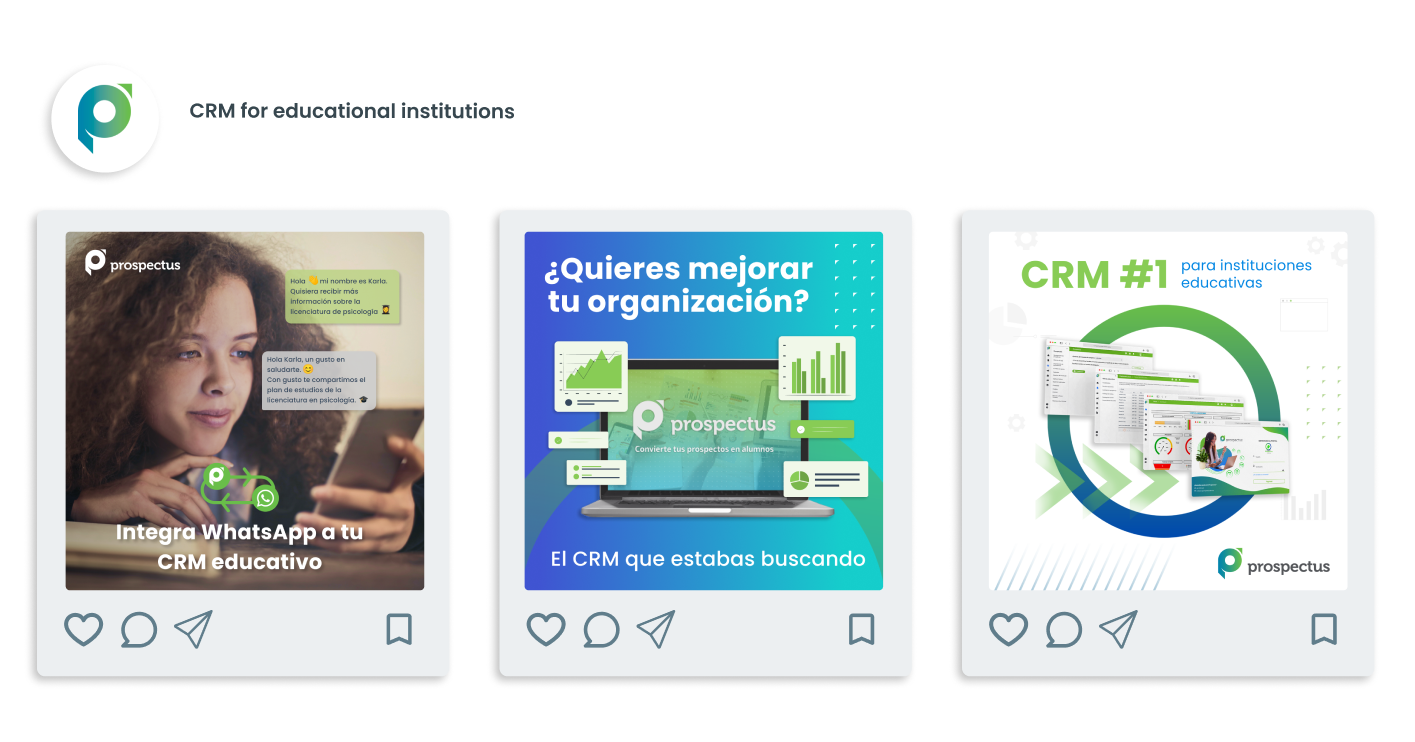 CRM for educational institutions
prospectus
Hola 👋 mi nombre es Karla.
Quisiera recibir más
información sobre la
licenciatura de psicología 👩‍🎓
Hola Karla, un gusto en
saludarte. 😊
Con gusto te compartimos el
plan de estudios de la
licenciatura en psicología. 🎓
Integra WhatsApp a tu
CRM educativo
¿Quieres mejorar
tu organización?
prospectus
Convierte tus prospectos en alumnos
El CRM que estabas buscando
CRM #1 para instituciones
educativas
prospectus